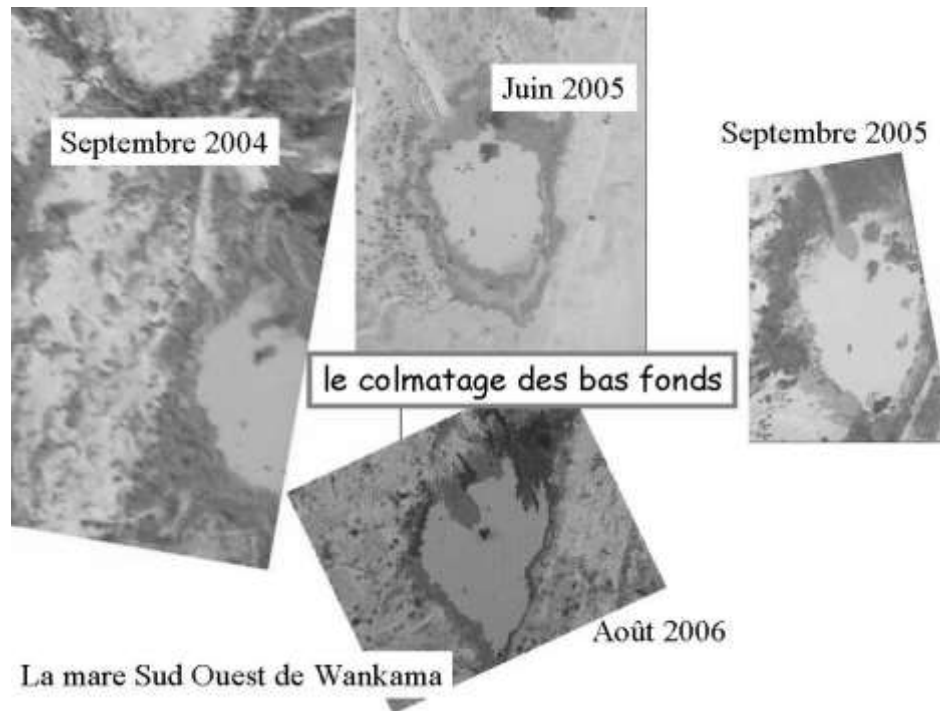 Septembre 2004
Juin 2005
Septembre 2005
le colmatage des bas fonds
Août 2006
La mare Sud Ouest de Wankama